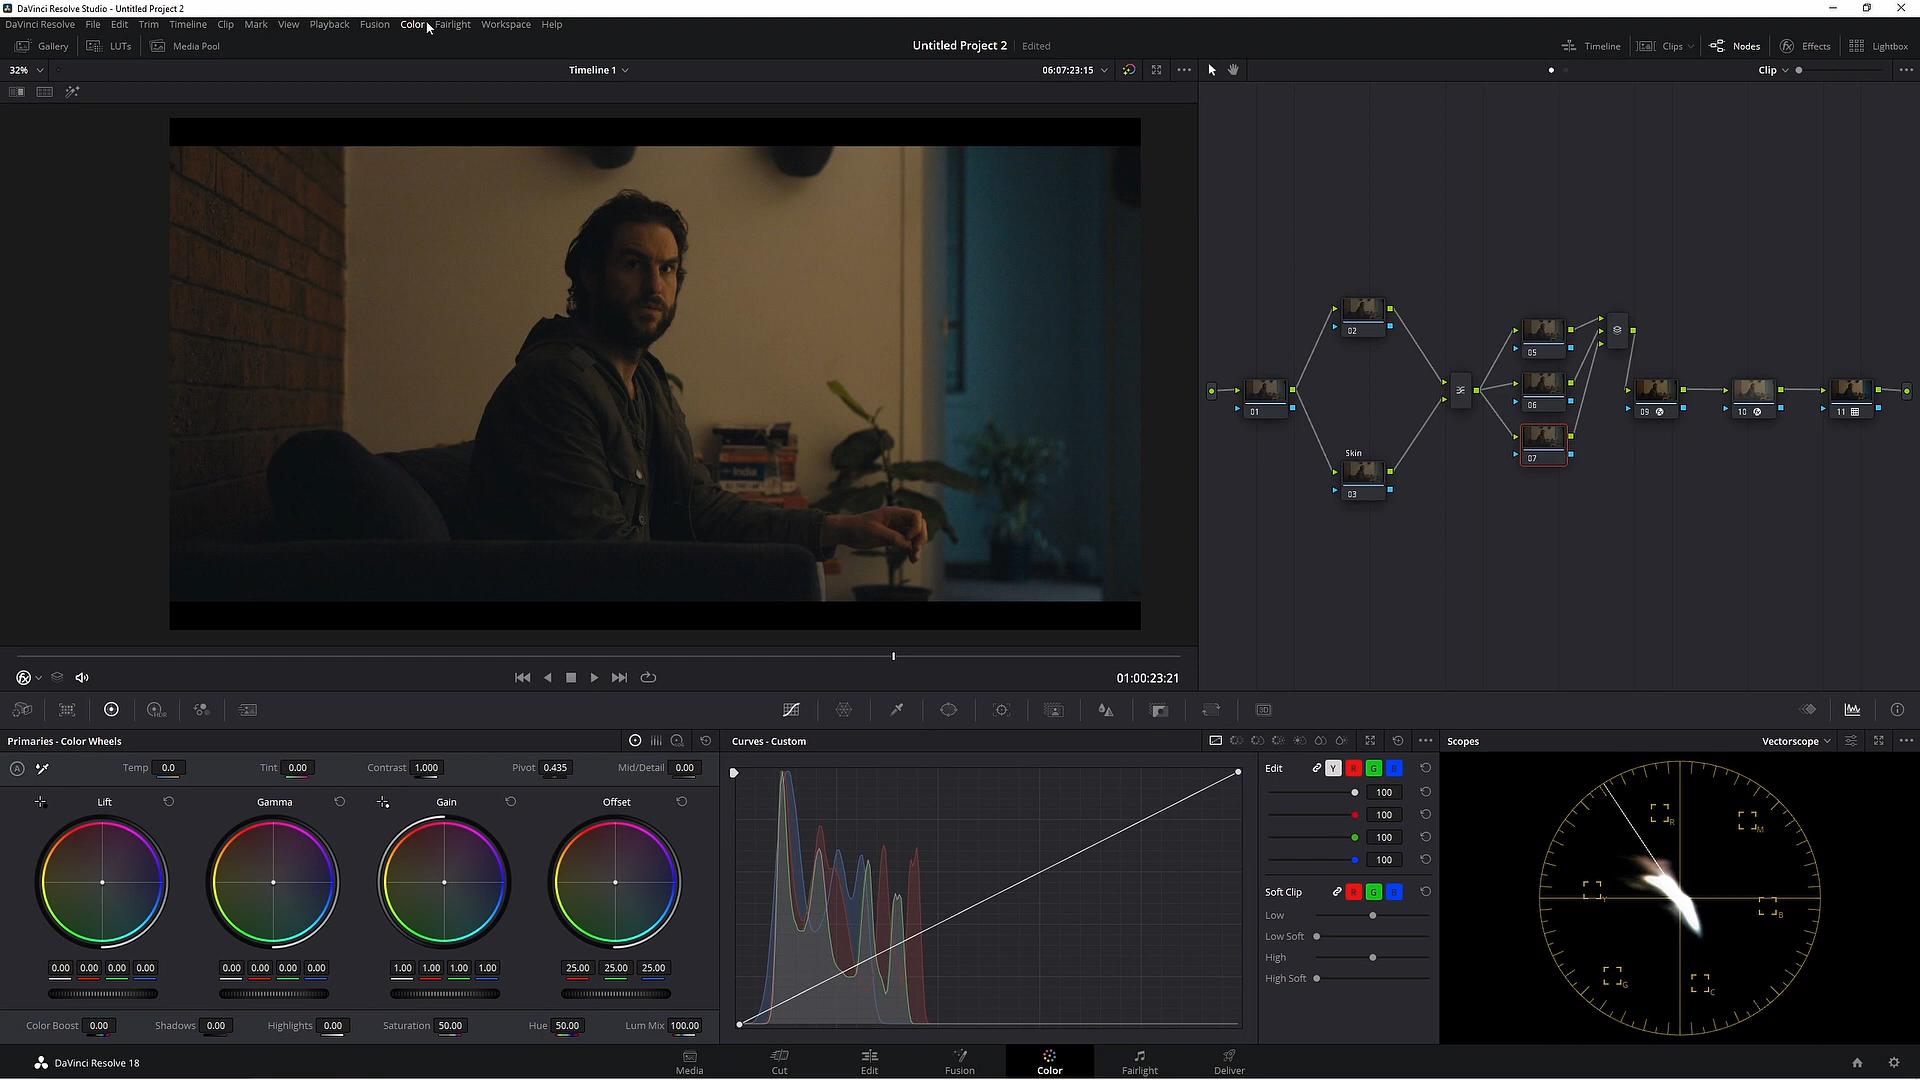 DaVinci Resolve Studio - Untitled Project 2
DaVinci Resolve File Edit Trim Timeline Clip Mark View Playback Fusion Color Fairlight Workspace Help
Gallery LUTs Media Pool Untitled Project 2 Edited Timeline Clips Nodes Effects Lightbox
32% Timeline 1 06:07:23:15 Clip
India
02
05
06
01
09
10
11
07
Skin
03
01:00:23:21
HDR
3D
Primaries - Color Wheels
Curves - Custom
Scopes Vectorscope
A Temp 0.0 Tint 0.00 Contrast 1.000 Pivot 0.435 Mid/Detail 0.00
Edit Y R G B
Lift Gamma Gain Offset
100
100
100
100
R M
Y B
G C
Soft Clip R G B
Low
Low Soft
High
High Soft
0.00 0.00 0.00 0.00 0.00 0.00 0.00 0.00 1.00 1.00 1.00 1.00 25.00 25.00 25.00
Color Boost 0.00 Shadows 0.00 Highlights 0.00 Saturation 50.00 Hue 50.00 Lum Mix 100.00
DaVinci Resolve 18
Media Cut Edit Fusion Color Fairlight Deliver